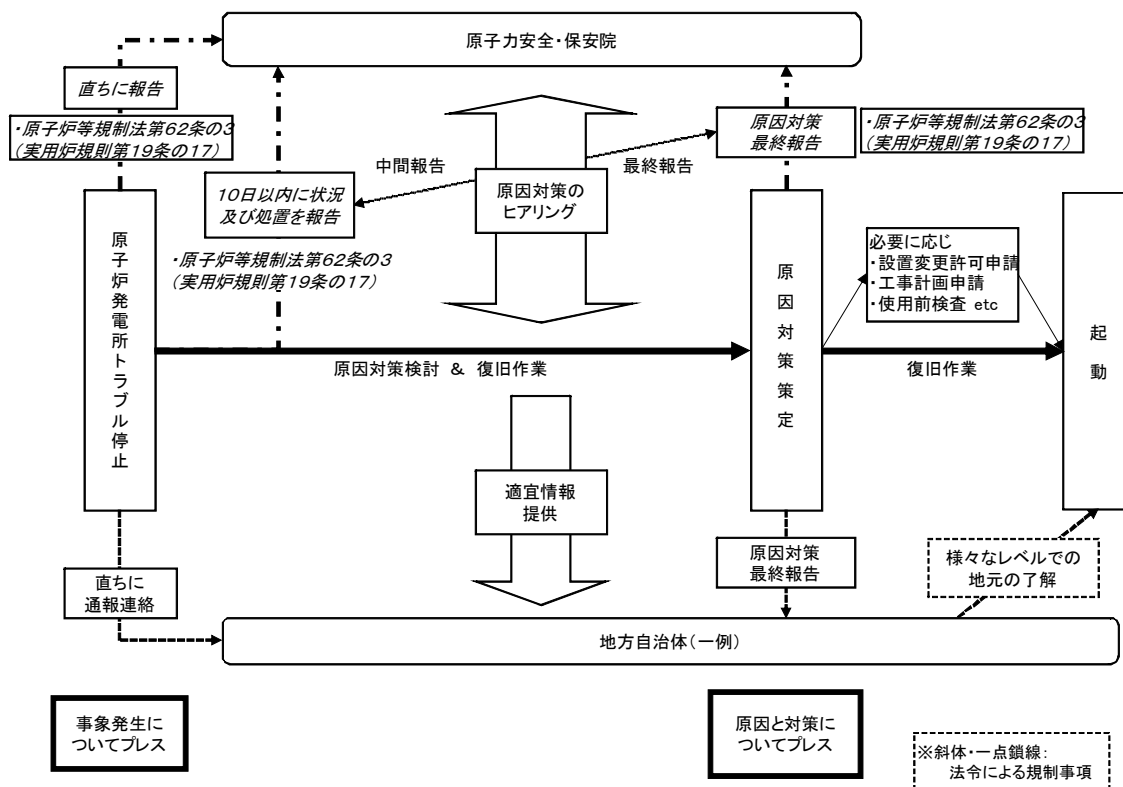 原子力安全・保安院
直ちに報告
・原子炉等規制法第62条の3
(実用炉規則第19条の17)
中間報告
最終報告
原因対策
最終報告
・原子炉等規制法第62条の3
(実用炉規則第19条の17)
10日以内に状況
及び処置を報告
・原子炉等規制法第62条の3
(実用炉規則第19条の17)
原因対策の
ヒアリング
原子炉発電所トラブル停止
原因対策検討 & 復旧作業
原因対策策定
必要に応じ
・設置変更許可申請
・工事計画申請
・使用前検査 etc
復旧作業
起動
適宜情報
提供
直ちに
通報連絡
原因対策
最終報告
様々なレベルでの
地元の了解
地方自治体(一例)
事象発生に
ついてプレス
原因と対策に
ついてプレス
※斜体・一点鎖線:
法令による規制事項